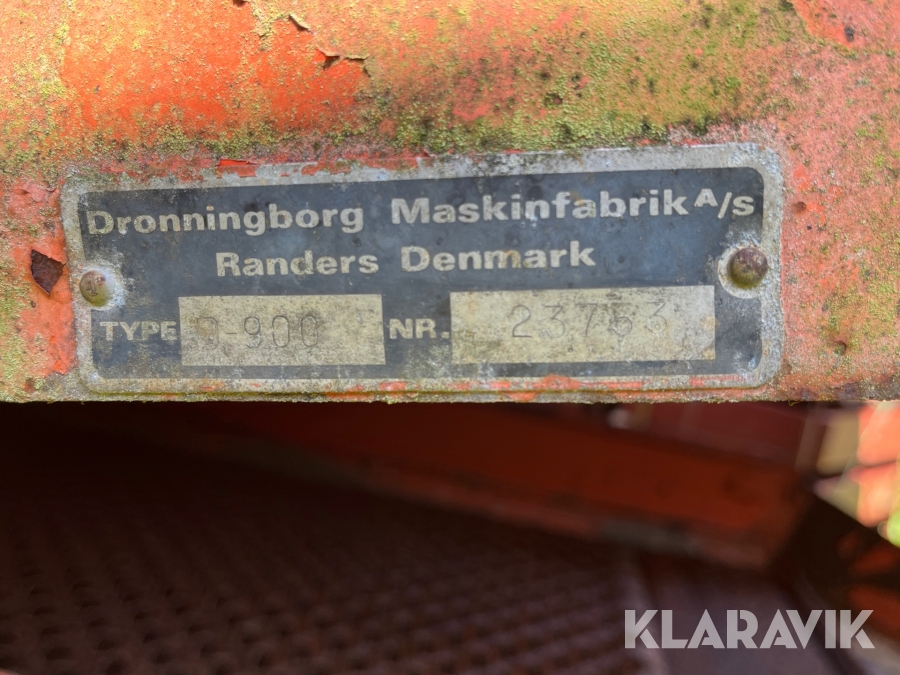 Dronningborg Maskinfabrik A/s
Randers Denmark
TYPE D-900 NR. 23753
KLARAVIK